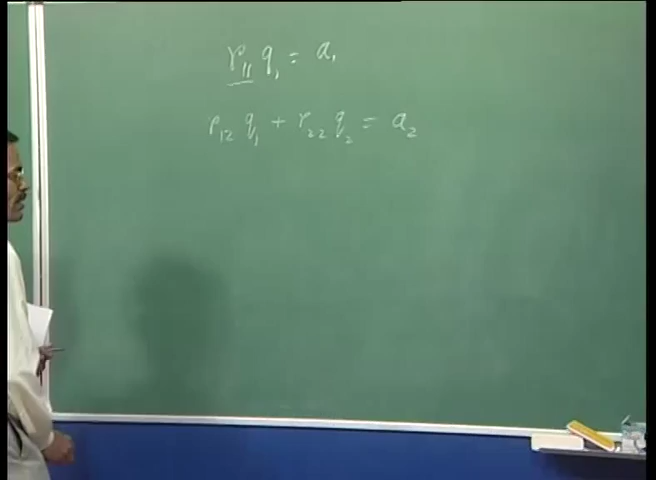 r₁₁ q₁ = a₁
r₁₂ q₁ + r₂₂ q₂ = a₂